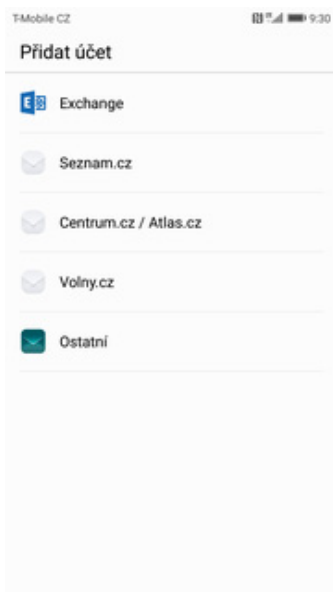 T-Mobile CZ 9:30
Přidat účet
Exchange
Seznam.cz
Centrum.cz / Atlas.cz
Volny.cz
Ostatní